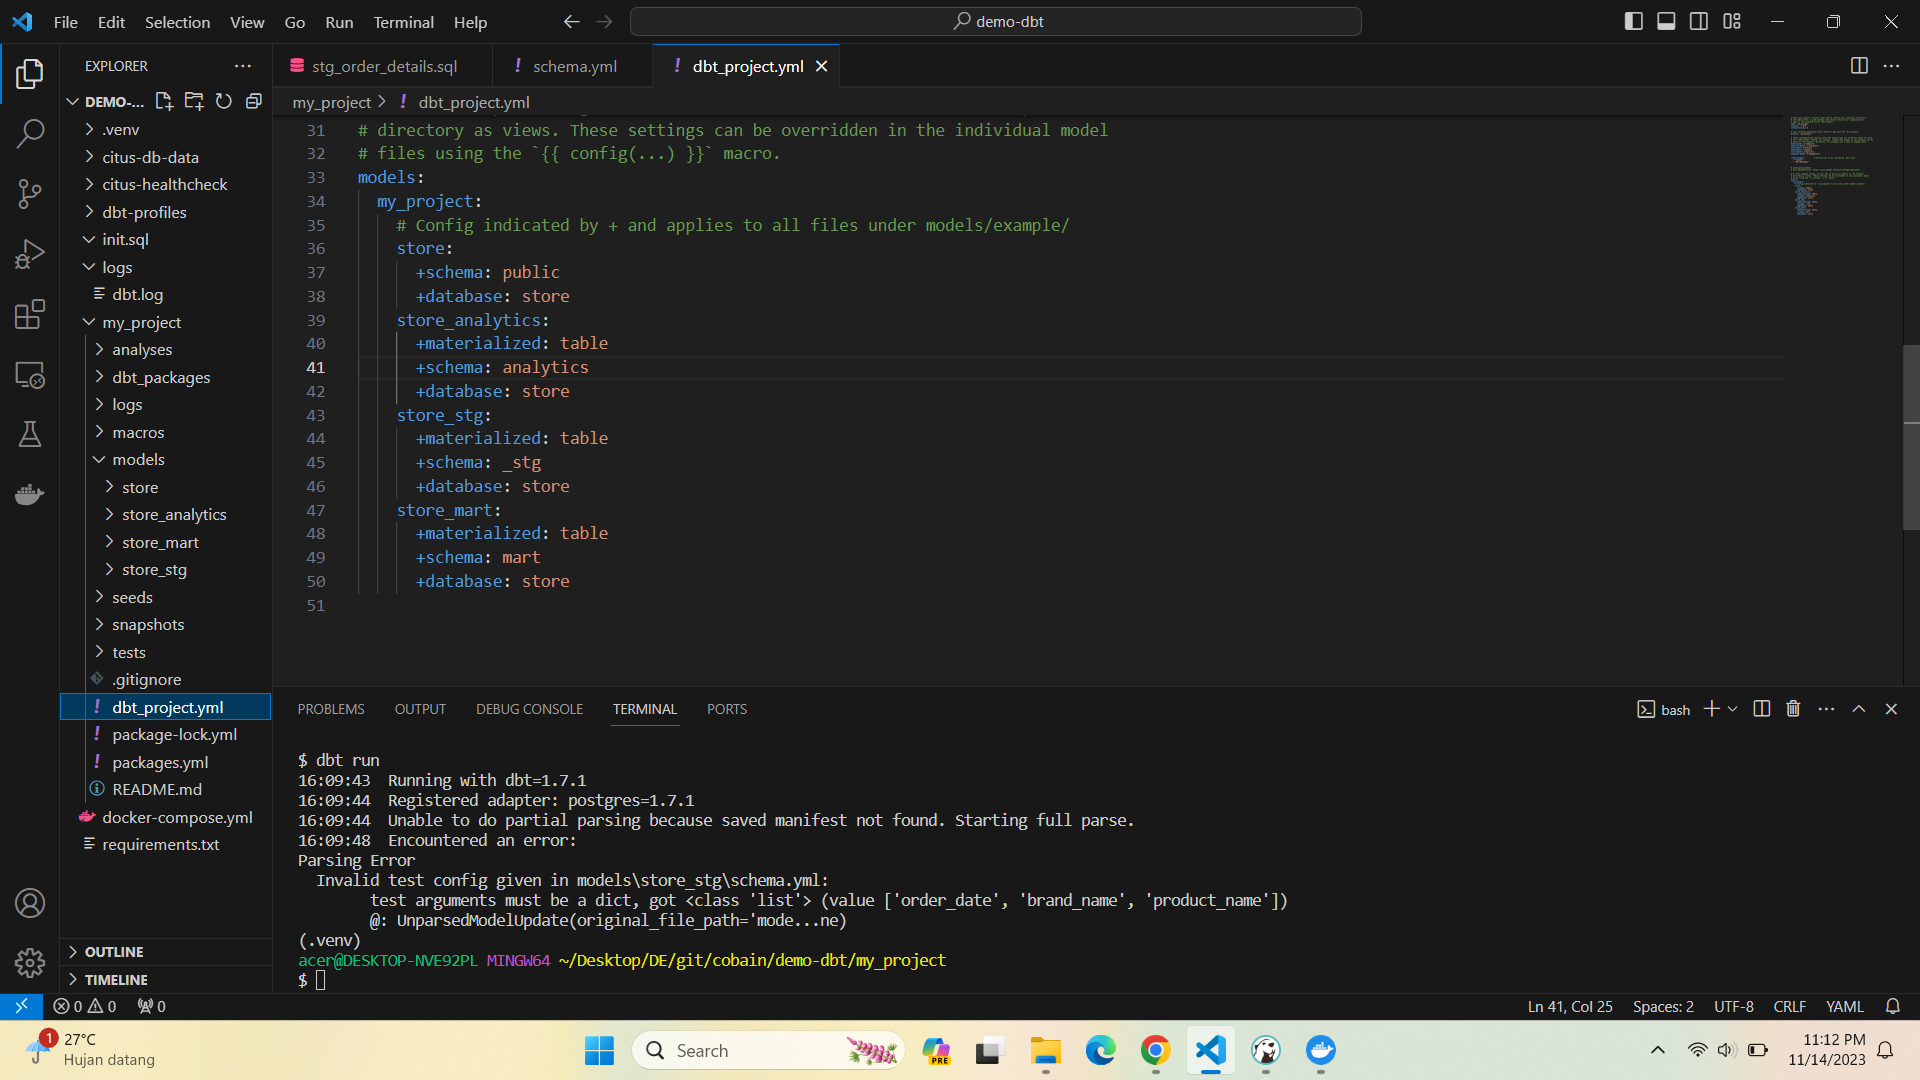 File Edit Selection View Go Run Terminal Help
demo-dbt
EXPLORER
stg_order_details.sql
schema.yml
dbt_project.yml
DEMO-...
my_project
dbt_project.yml
.venv
citus-db-data
citus-healthcheck
dbt-profiles
init.sql
logs
dbt.log
my_project
analyses
dbt_packages
logs
macros
models
store
store_analytics
store_mart
store_stg
seeds
snapshots
tests
.gitignore
dbt_project.yml
package-lock.yml
packages.yml
README.md
docker-compose.yml
requirements.txt
OUTLINE
TIMELINE
31 # directory as views. These settings can be overridden in the individual model
32 # files using the `{{ config(...) }}` macro.
33 models:
34 my_project:
35 # Config indicated by + and applies to all files under models/example/
36 store:
37 +schema: public
38 +database: store
39 store_analytics:
40 +materialized: table
41 +schema: analytics
42 +database: store
43 store_stg:
44 +materialized: table
45 +schema: _stg
46 +database: store
47 store_mart:
48 +materialized: table
49 +schema: mart
50 +database: store
51
PROBLEMS OUTPUT DEBUG CONSOLE TERMINAL PORTS
bash
$ dbt run
16:09:43 Running with dbt=1.7.1
16:09:44 Registered adapter: postgres=1.7.1
16:09:44 Unable to do partial parsing because saved manifest not found. Starting full parse.
16:09:48 Encountered an error:
Parsing Error
Invalid test config given in models\store_stg\schema.yml:
test arguments must be a dict, got <class 'list'> (value ['order_date', 'brand_name', 'product_name'])
@: UnparsedModelUpdate(original_file_path='mode...ne)
(.venv)
acer@DESKTOP-NVE92PL MINGW64 ~/Desktop/DE/git/cobain/demo-dbt/my_project
$
0 0 0
Ln 41, Col 25 Spaces: 2 UTF-8 CRLF YAML
1
27°C
Hujan datang
Search
PRE
11:12 PM
11/14/2023